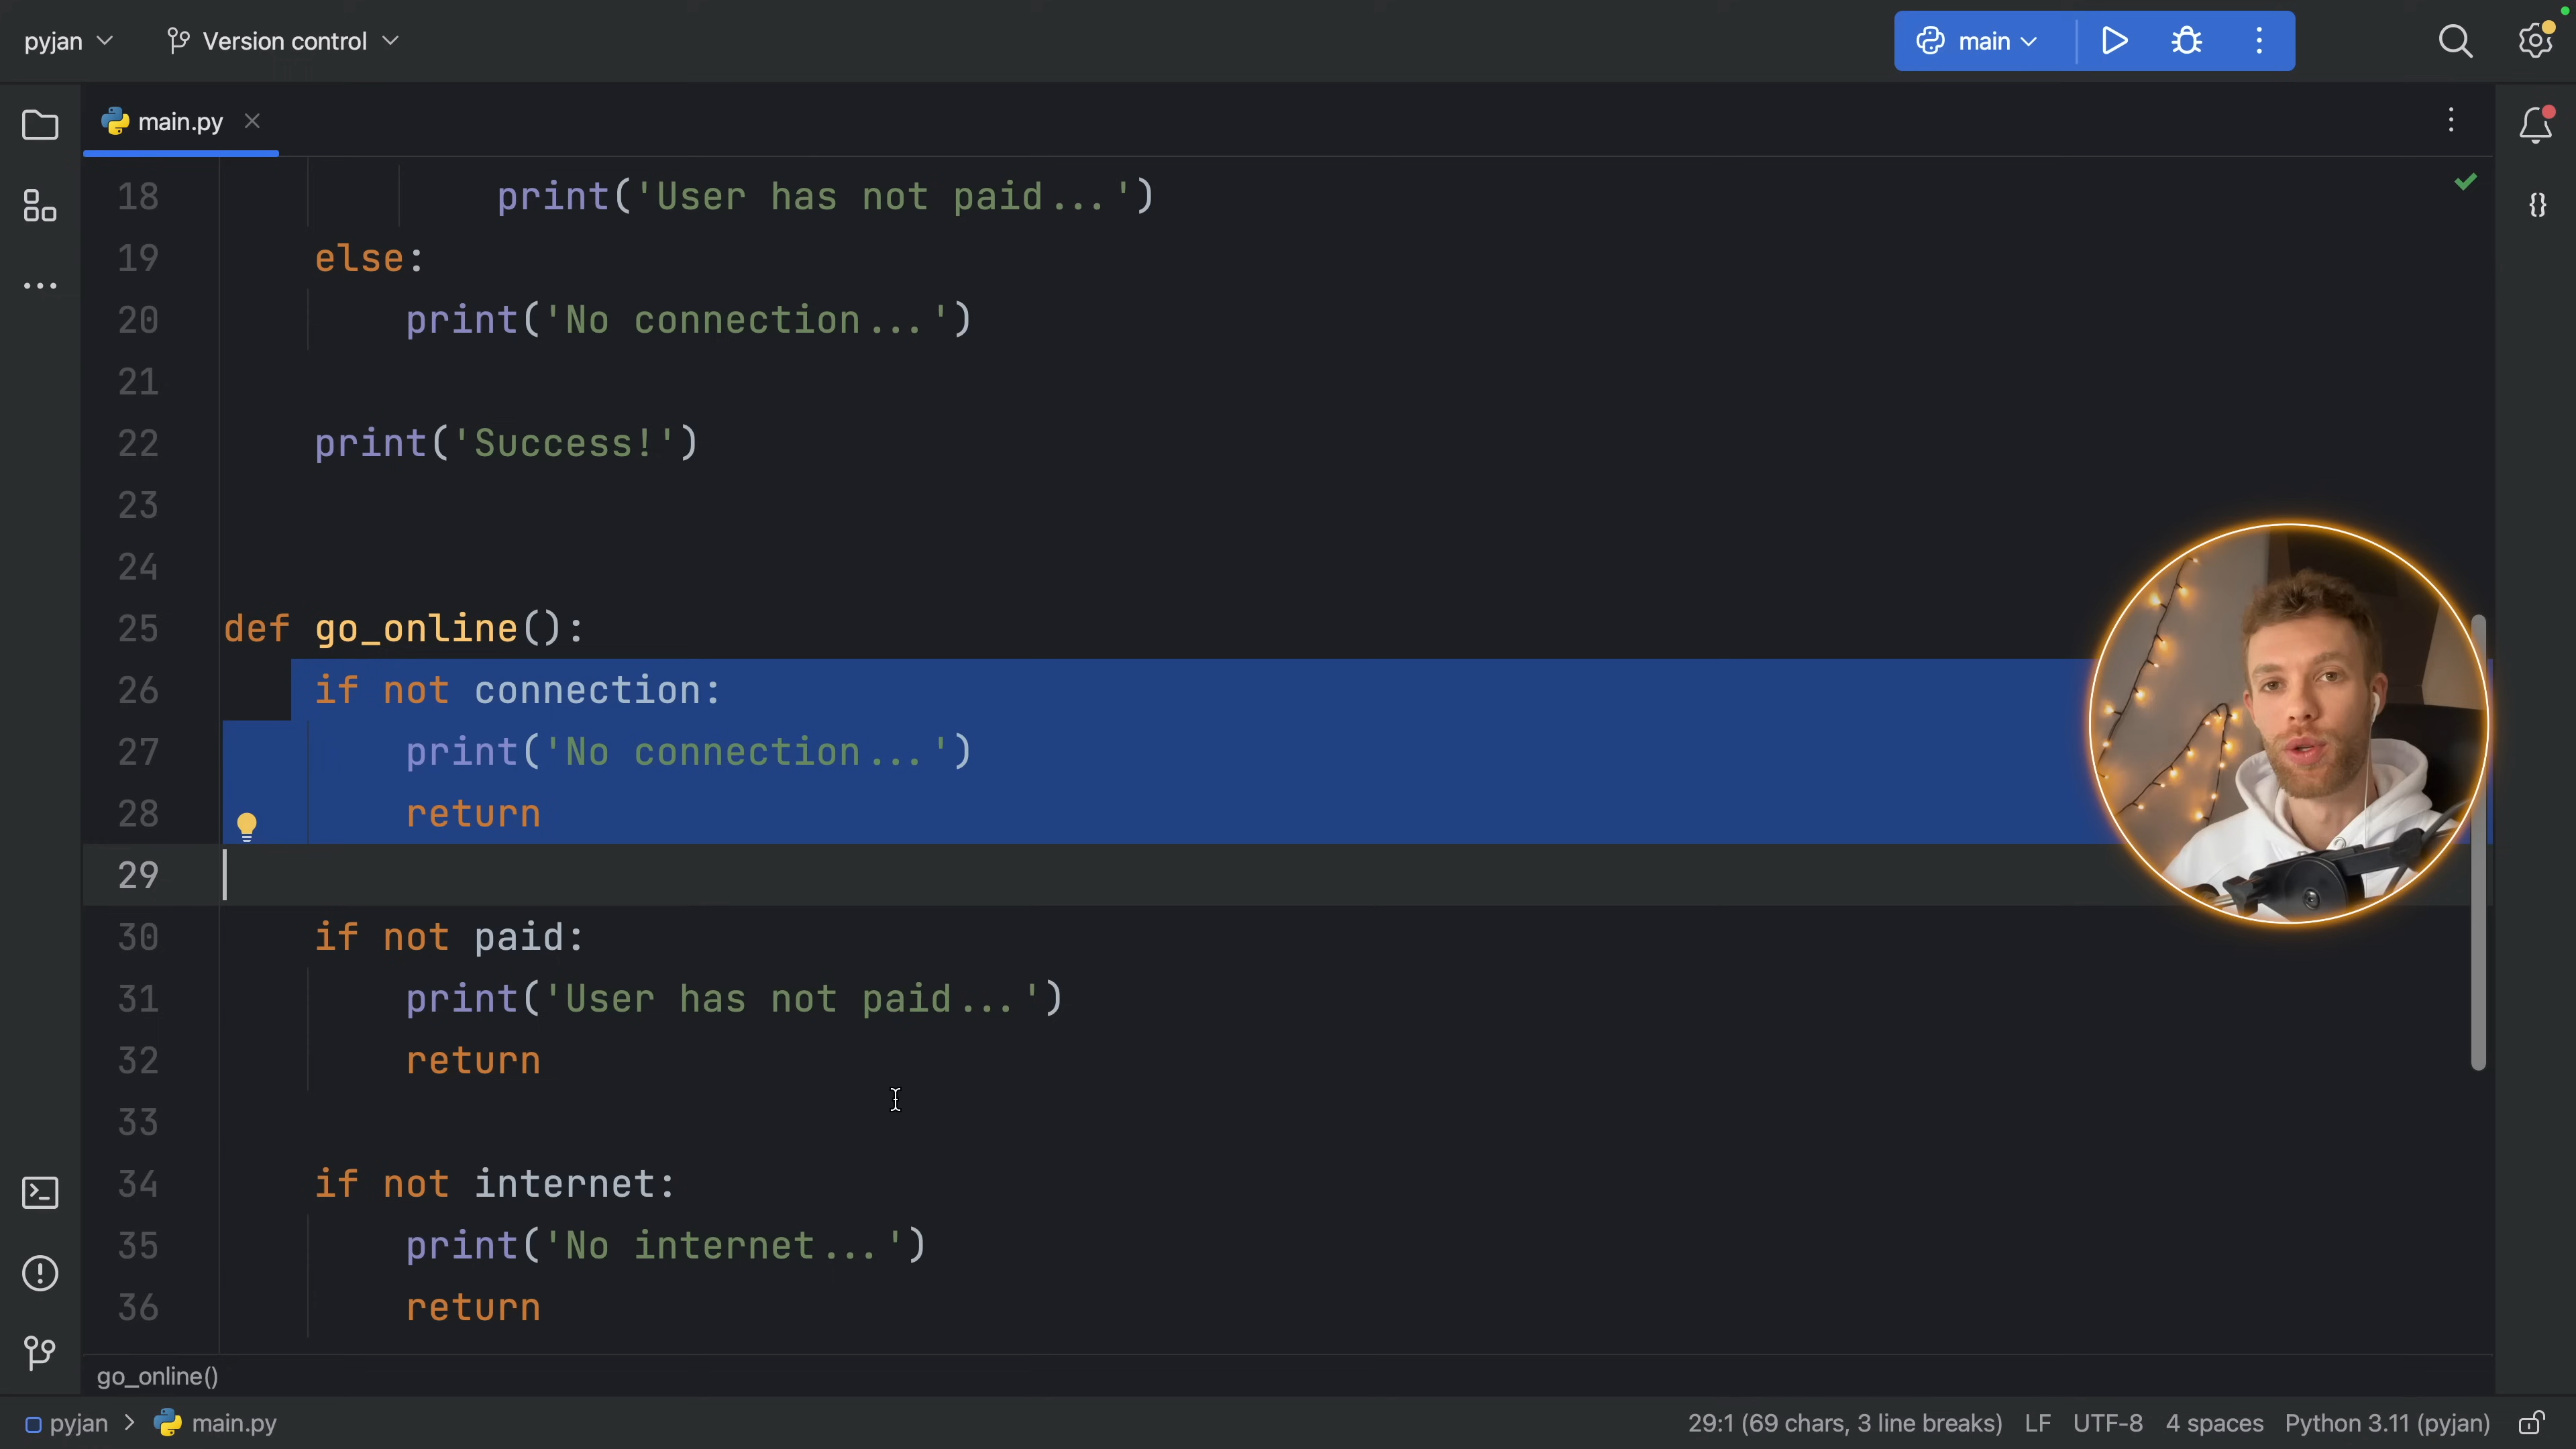 pyjan
Version control
main
main.py
18 print('User has not paid...')
19 else:
20 print('No connection...')
21
22 print('Success!')
23
24
25 def go_online():
26 if not connection:
27 print('No connection...')
28 return
29
30 if not paid:
31 print('User has not paid...')
32 return
33
34 if not internet:
35 print('No internet...')
36 return
go_online()
pyjan > main.py
29:1 (69 chars, 3 line breaks) LF UTF-8 4 spaces Python 3.11 (pyjan)